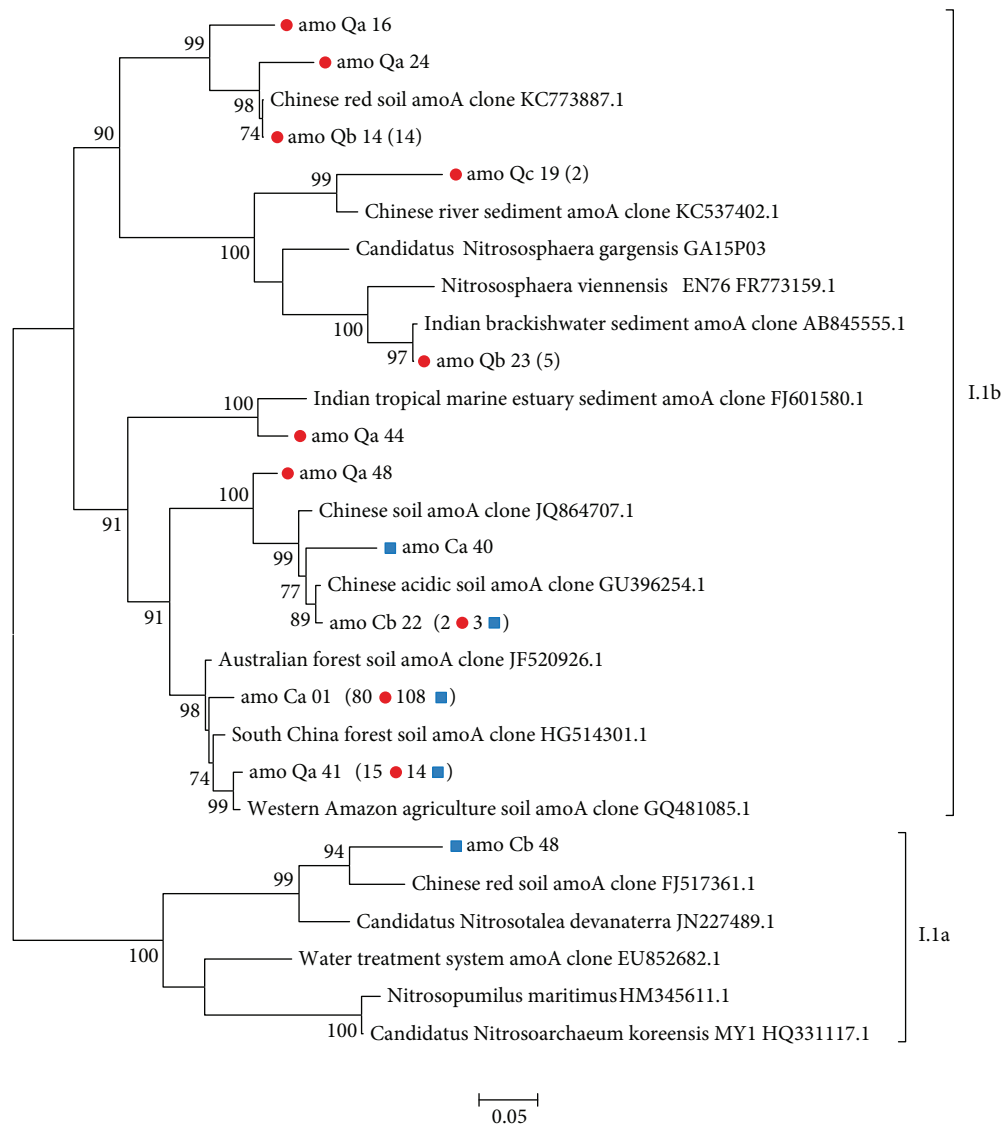 99
amo Qa 16
amo Qa 24
98
Chinese red soil amoA clone KC773887.1
74
amo Qb 14 (14)
90
99
amo Qc 19 (2)
Chinese river sediment amoA clone KC537402.1
100
Candidatus Nitrososphaera gargensis GA15P03
Nitrososphaera viennensis EN76 FR773159.1
100
Indian brackishwater sediment amoA clone AB845555.1
97
amo Qb 23 (5)
I.1b
100
Indian tropical marine estuary sediment amoA clone FJ601580.1
amo Qa 44
91
100
amo Qa 48
Chinese soil amoA clone JQ864707.1
99
amo Ca 40
77
Chinese acidic soil amoA clone GU396254.1
89
amo Cb 22 (2 3 )
91
Australian forest soil amoA clone JF520926.1
98
amo Ca 01 (80 108 )
South China forest soil amoA clone HG514301.1
74
amo Qa 41 (15 14 )
99
Western Amazon agriculture soil amoA clone GQ481085.1
94
amo Cb 48
99
Chinese red soil amoA clone FJ517361.1
Candidatus Nitrosotalea devanaterra JN227489.1
I.1a
100
Water treatment system amoA clone EU852682.1
Nitrosopumilus maritimusHM345611.1
100
Candidatus Nitrosoarchaeum koreensis MY1 HQ331117.1
0.05